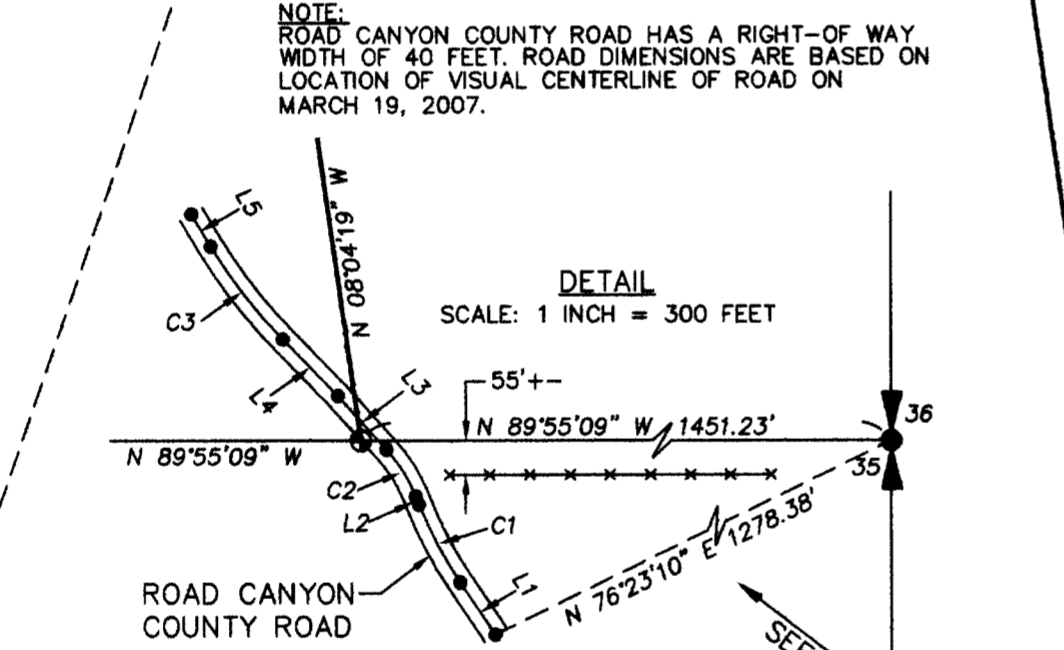 NOTE:
ROAD CANYON COUNTY ROAD HAS A RIGHT-OF WAY
WIDTH OF 40 FEET. ROAD DIMENSIONS ARE BASED ON
LOCATION OF VISUAL CENTERLINE OF ROAD ON
MARCH 19, 2007.
L5
N 08°04'19" W
DETAIL
SCALE: 1 INCH = 300 FEET
C3
L4
L3
55'+-
36
N 89°55'09" W 1451.23'
N 89°55'09" W
35
C2
L2
C1
N 76°23'10" E 1278.38'
L1
ROAD CANYON
COUNTY ROAD